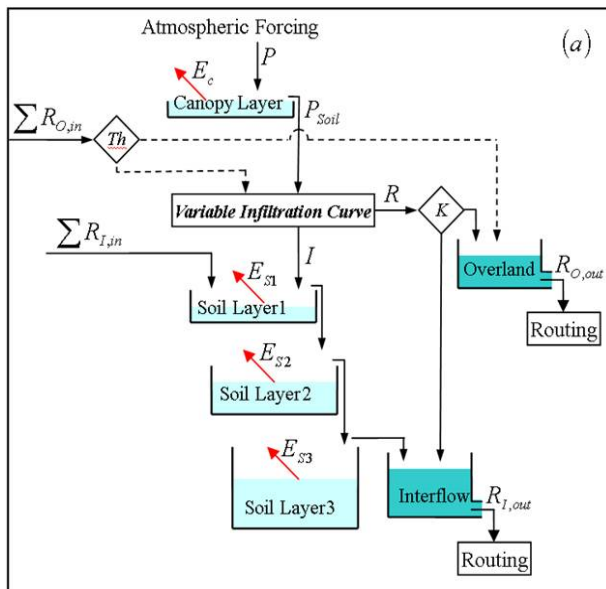 Atmospheric Forcing
(a)
P
E_c
Canopy Layer
P_Soil
∑ R_O,in
Th
Variable Infiltration Curve
R
K
∑ R_I,in
I
Overland
R_O,out
E_S1
Soil Layer1
Routing
E_S2
Soil Layer2
E_S3
Soil Layer3
Interflow
R_I,out
Routing